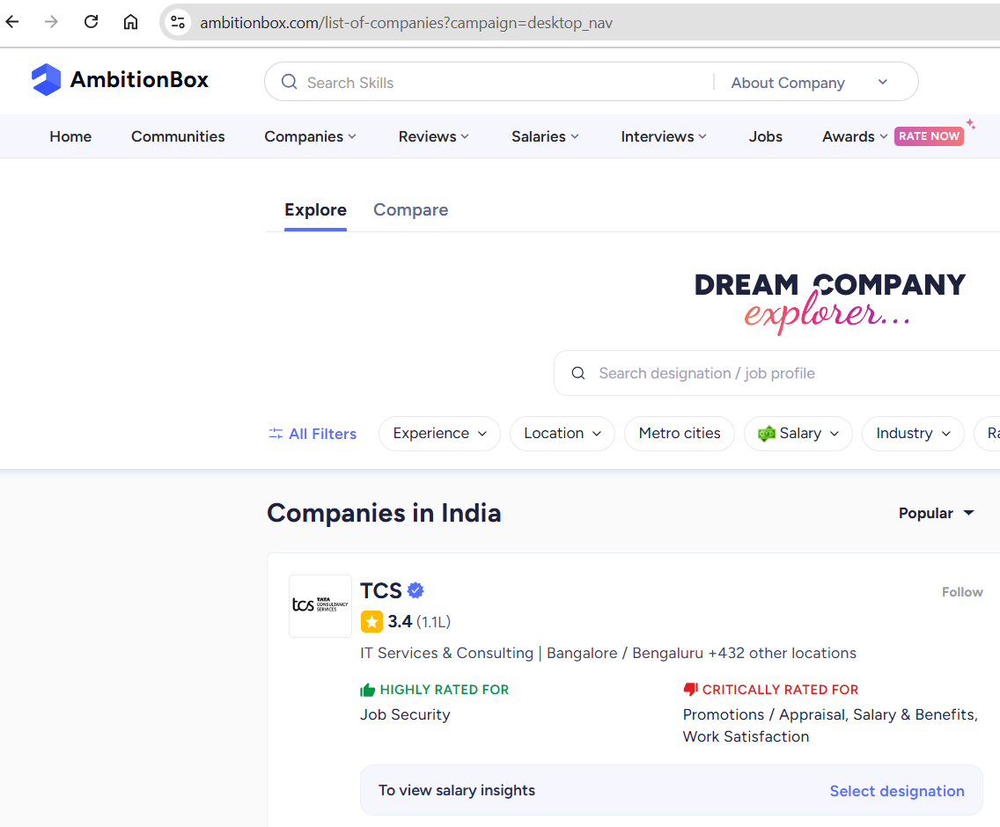 ambitionbox.com/list-of-companies?campaign=desktop_nav
AmbitionBox
Search Skills
About Company
Home
Communities
Companies
Reviews
Salaries
Interviews
Jobs
Awards
RATE NOW
Explore
Compare
DREAM COMPANY
explorer...
Search designation / job profile
All Filters
Experience
Location
Metro cities
Salary
Industry
Ra
Companies in India
Popular
tcs TATA
CONSULTANCY
SERVICES
TCS
Follow
3.4 (1.1L)
IT Services & Consulting | Bangalore / Bengaluru +432 other locations
HIGHLY RATED FOR
Job Security
CRITICALLY RATED FOR
Promotions / Appraisal, Salary & Benefits,
Work Satisfaction
To view salary insights
Select designation